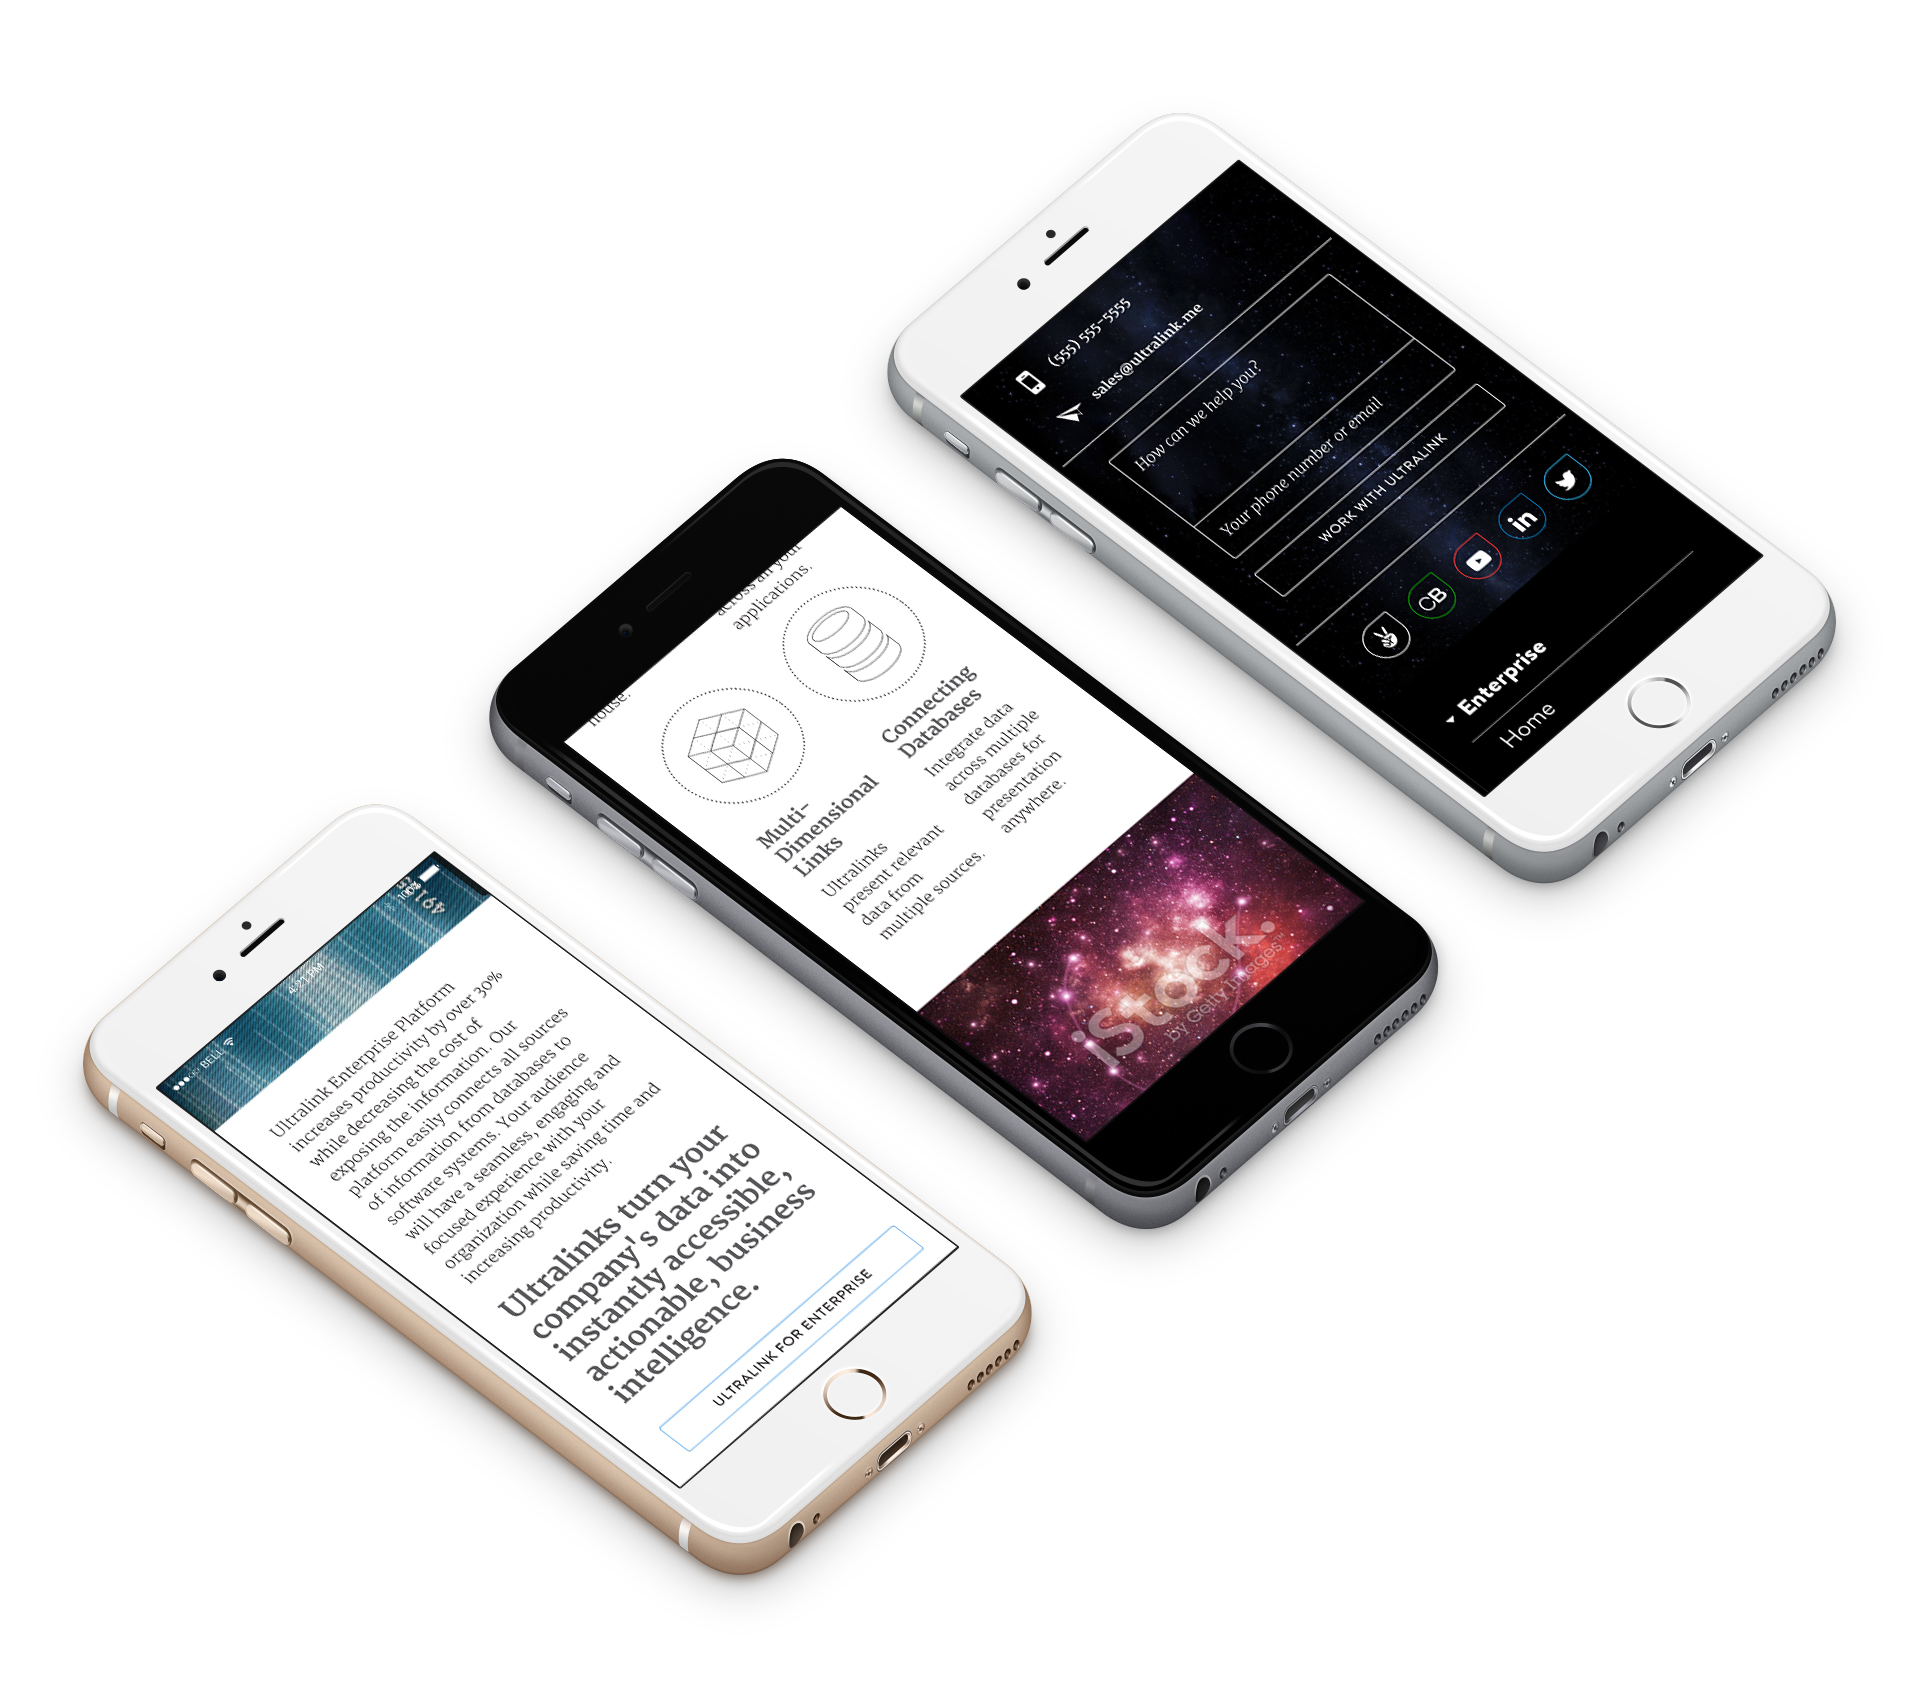 BELL
4:21 PM
100%
Ultralink Enterprise Platform
increases productivity by over 30%
while decreasing the cost of
exposing the information. Our
platform easily connects all sources
of information from databases to
software systems. Your audience
will have a seamless, engaging and
focused experience with your
organization while saving time and
increasing productivity.
Ultralinks turn your
company's data into
instantly accessible,
actionable, business
intelligence.
ULTRALINK FOR ENTERPRISE
house.
across all your
applications.
Multi-
Dimensional
Links
Ultralinks
present relevant
data from
multiple sources.
Connecting
Databases
Integrate data
across multiple
databases for
presentation
anywhere.
iStock.
by Getty Images™
(555) 555-5555
sales@ultralink.me
How can we help you?
Your phone number or email
WORK WITH ULTRALINK
CB
in
Enterprise
Home